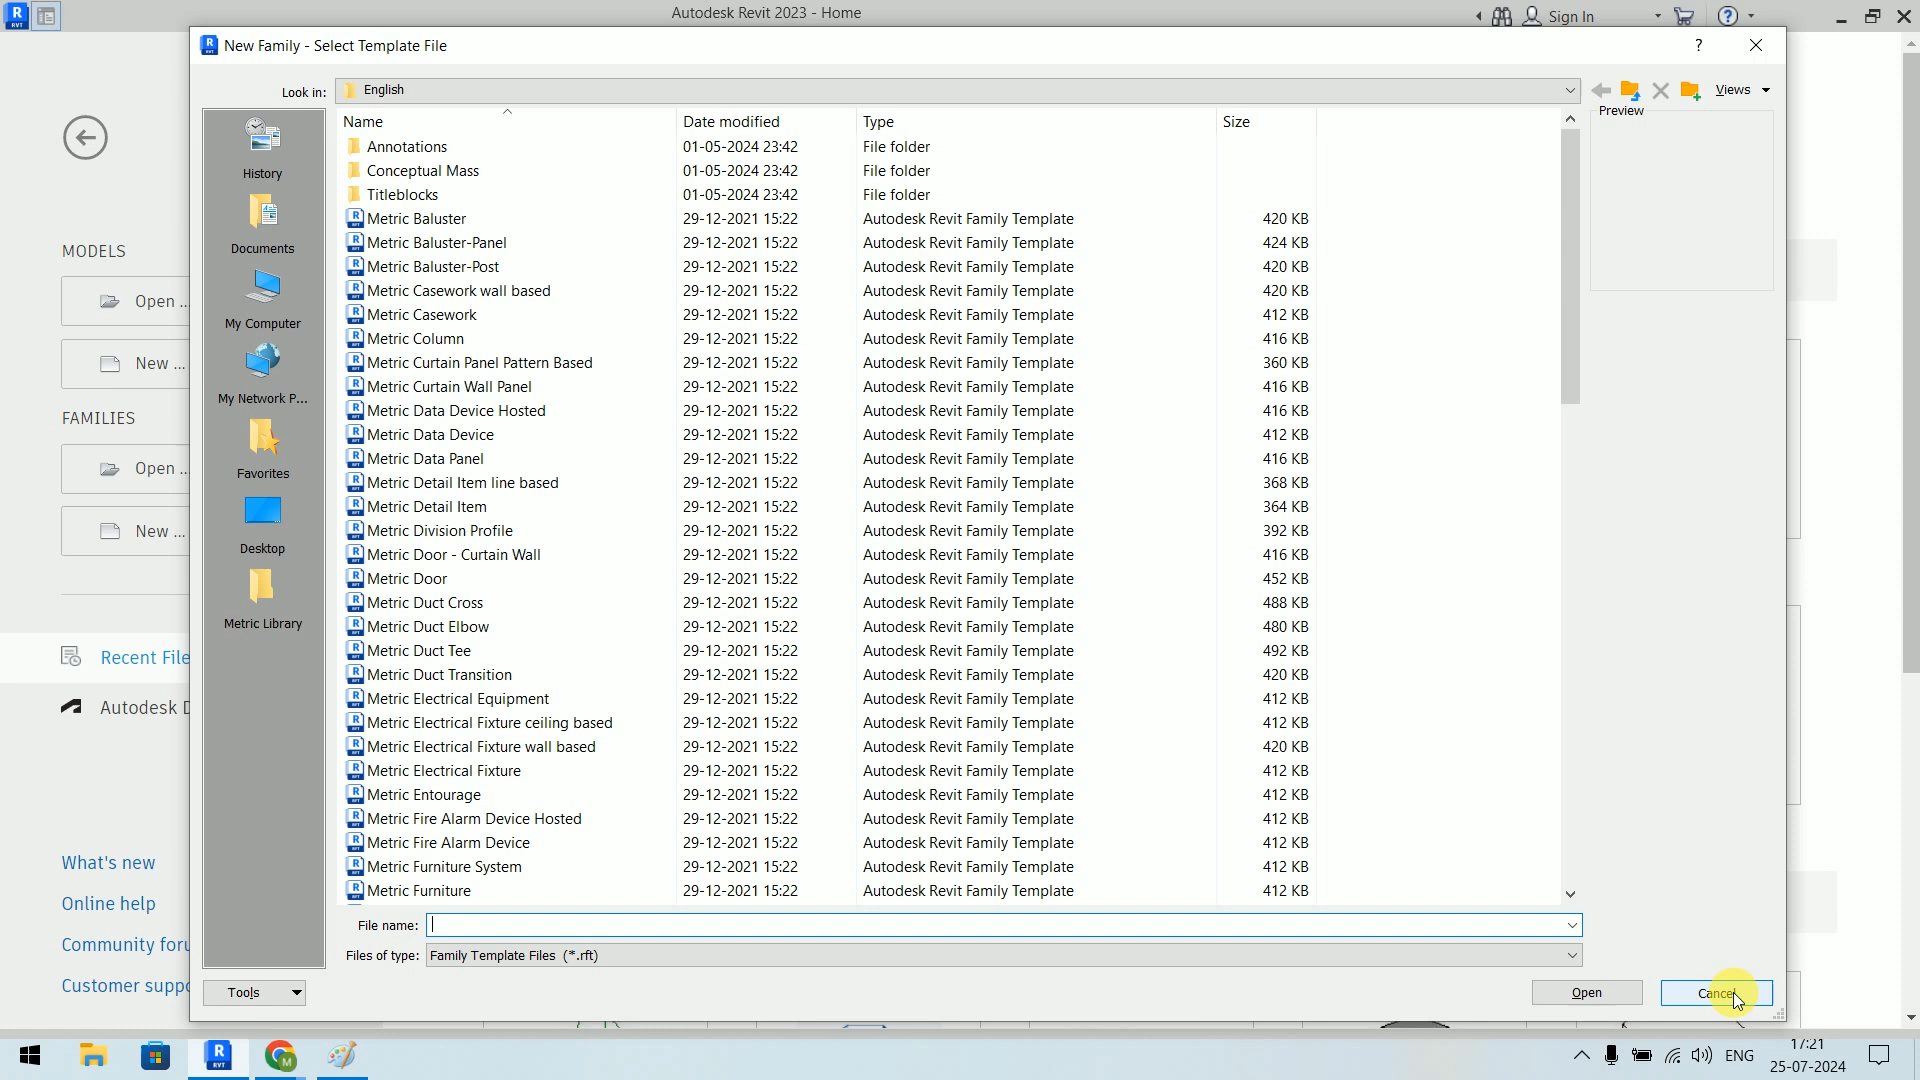 Autodesk Revit 2023 - Home
Sign In
New Family - Select Template File
Look in:
English
Views
Preview
Name
Date modified
Type
Size
Annotations 01-05-2024 23:42 File folder
Conceptual Mass 01-05-2024 23:42 File folder
Titleblocks 01-05-2024 23:42 File folder
Metric Baluster 29-12-2021 15:22 Autodesk Revit Family Template 420 KB
Metric Baluster-Panel 29-12-2021 15:22 Autodesk Revit Family Template 424 KB
Metric Baluster-Post 29-12-2021 15:22 Autodesk Revit Family Template 420 KB
Metric Casework wall based 29-12-2021 15:22 Autodesk Revit Family Template 420 KB
Metric Casework 29-12-2021 15:22 Autodesk Revit Family Template 412 KB
Metric Column 29-12-2021 15:22 Autodesk Revit Family Template 416 KB
Metric Curtain Panel Pattern Based 29-12-2021 15:22 Autodesk Revit Family Template 360 KB
Metric Curtain Wall Panel 29-12-2021 15:22 Autodesk Revit Family Template 416 KB
Metric Data Device Hosted 29-12-2021 15:22 Autodesk Revit Family Template 416 KB
Metric Data Device 29-12-2021 15:22 Autodesk Revit Family Template 412 KB
Metric Data Panel 29-12-2021 15:22 Autodesk Revit Family Template 416 KB
Metric Detail Item line based 29-12-2021 15:22 Autodesk Revit Family Template 368 KB
Metric Detail Item 29-12-2021 15:22 Autodesk Revit Family Template 364 KB
Metric Division Profile 29-12-2021 15:22 Autodesk Revit Family Template 392 KB
Metric Door - Curtain Wall 29-12-2021 15:22 Autodesk Revit Family Template 416 KB
Metric Door 29-12-2021 15:22 Autodesk Revit Family Template 452 KB
Metric Duct Cross 29-12-2021 15:22 Autodesk Revit Family Template 488 KB
Metric Duct Elbow 29-12-2021 15:22 Autodesk Revit Family Template 480 KB
Metric Duct Tee 29-12-2021 15:22 Autodesk Revit Family Template 492 KB
Metric Duct Transition 29-12-2021 15:22 Autodesk Revit Family Template 420 KB
Metric Electrical Equipment 29-12-2021 15:22 Autodesk Revit Family Template 412 KB
Metric Electrical Fixture ceiling based 29-12-2021 15:22 Autodesk Revit Family Template 412 KB
Metric Electrical Fixture wall based 29-12-2021 15:22 Autodesk Revit Family Template 420 KB
Metric Electrical Fixture 29-12-2021 15:22 Autodesk Revit Family Template 412 KB
Metric Entourage 29-12-2021 15:22 Autodesk Revit Family Template 412 KB
Metric Fire Alarm Device Hosted 29-12-2021 15:22 Autodesk Revit Family Template 412 KB
Metric Fire Alarm Device 29-12-2021 15:22 Autodesk Revit Family Template 412 KB
Metric Furniture System 29-12-2021 15:22 Autodesk Revit Family Template 412 KB
Metric Furniture 29-12-2021 15:22 Autodesk Revit Family Template 412 KB
History
Documents
My Computer
My Network P...
Favorites
Desktop
Metric Library
File name:
Files of type: Family Template Files (*.rft)
Tools
Open
Cancel
MODELS
Open ...
New ...
FAMILIES
Open ...
New ...
Recent File
Autodesk D
What's new
Online help
Community foru
Customer suppo
ENG
17:21
25-07-2024